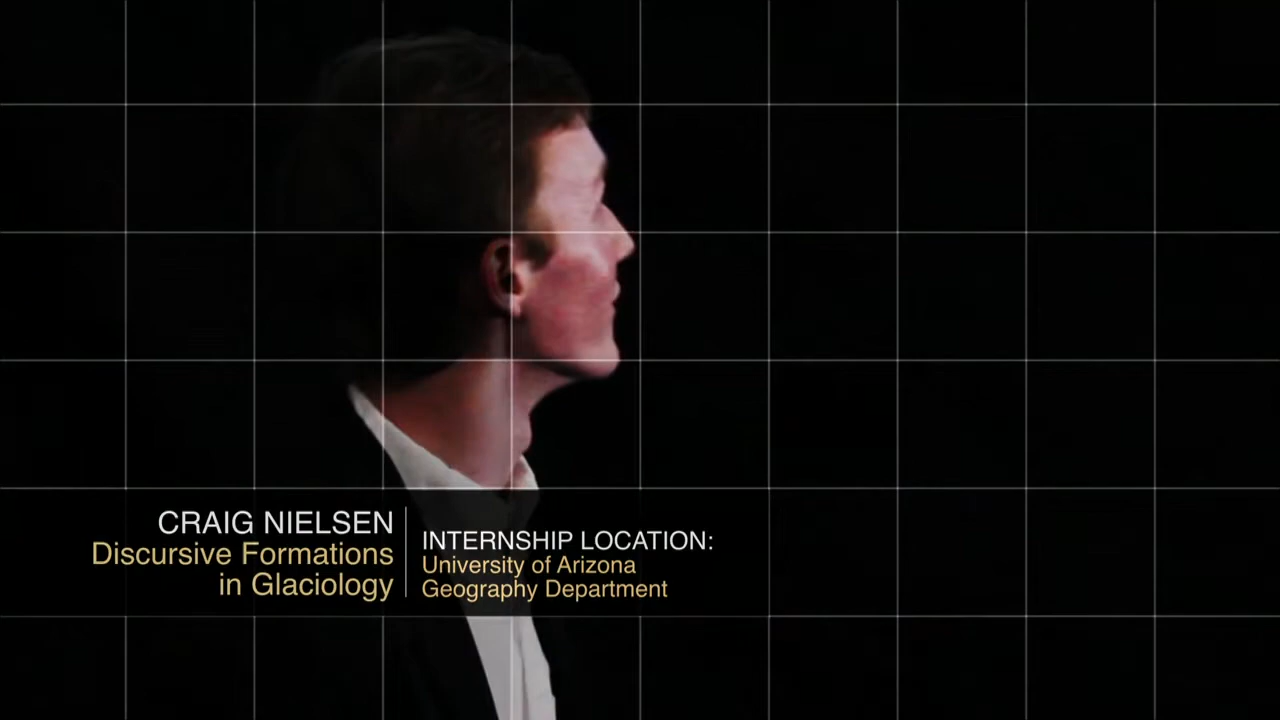 CRAIG NIELSEN
Discursive Formations
in Glaciology
INTERNSHIP LOCATION:
University of Arizona
Geography Department